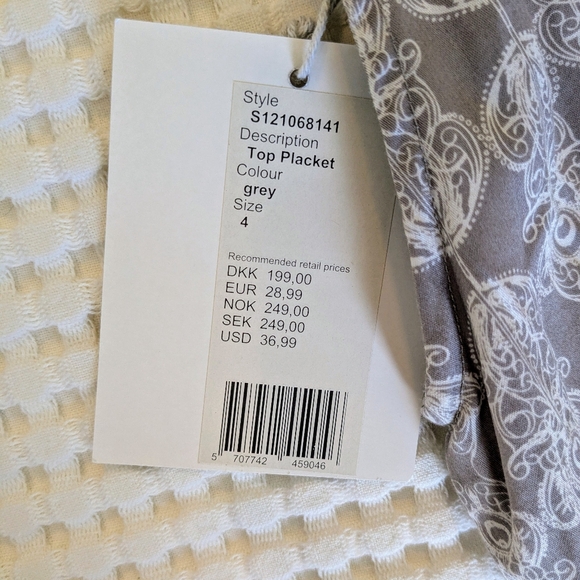 Style
S121068141
Description
Top Placket
Colour
grey
Size
4
Recommended retail prices
DKK 199,00
EUR 28,99
NOK 249,00
SEK 249,00
USD 36,99
5 707742 459046